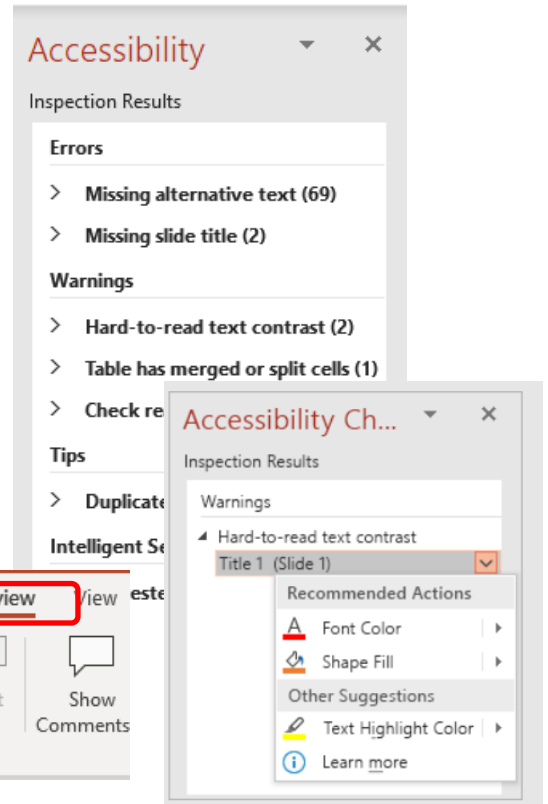 Accessibility
Inspection Results
Errors
Missing alternative text (69)
Missing slide title (2)
Warnings
Hard-to-read text contrast (2)
Table has merged or split cells (1)
Check re
Tips
Duplicate
Intelligent Se
este
view View
Show
Comments
Accessibility Ch...
Inspection Results
Warnings
Hard-to-read text contrast
Title 1 (Slide 1)
Recommended Actions
A Font Color
Shape Fill
Other Suggestions
Text Highlight Color
Learn more